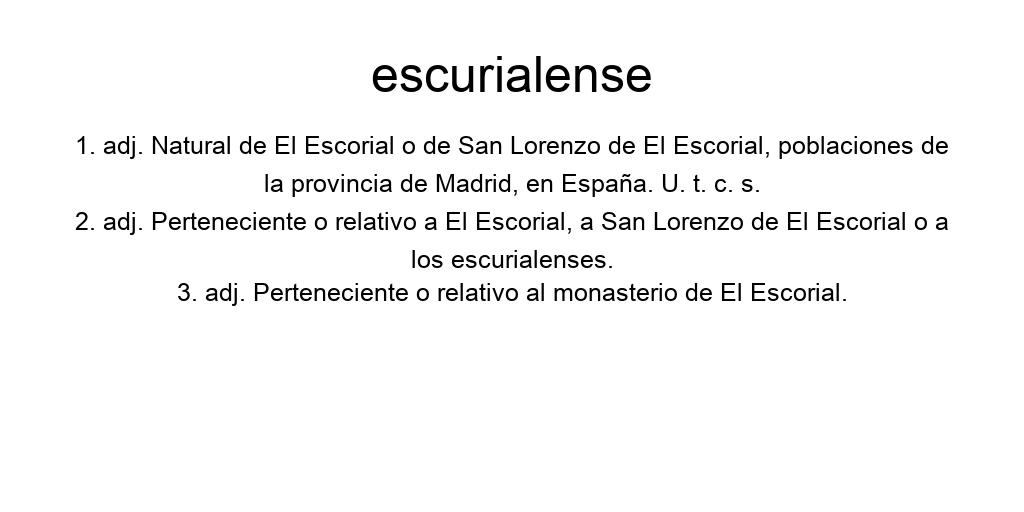 escurialense
1. adj. Natural de El Escorial o de San Lorenzo de El Escorial, poblaciones de
la provincia de Madrid, en España. U. t. c. s.
2. adj. Perteneciente o relativo a El Escorial, a San Lorenzo de El Escorial o a
los escurialenses.
3. adj. Perteneciente o relativo al monasterio de El Escorial.